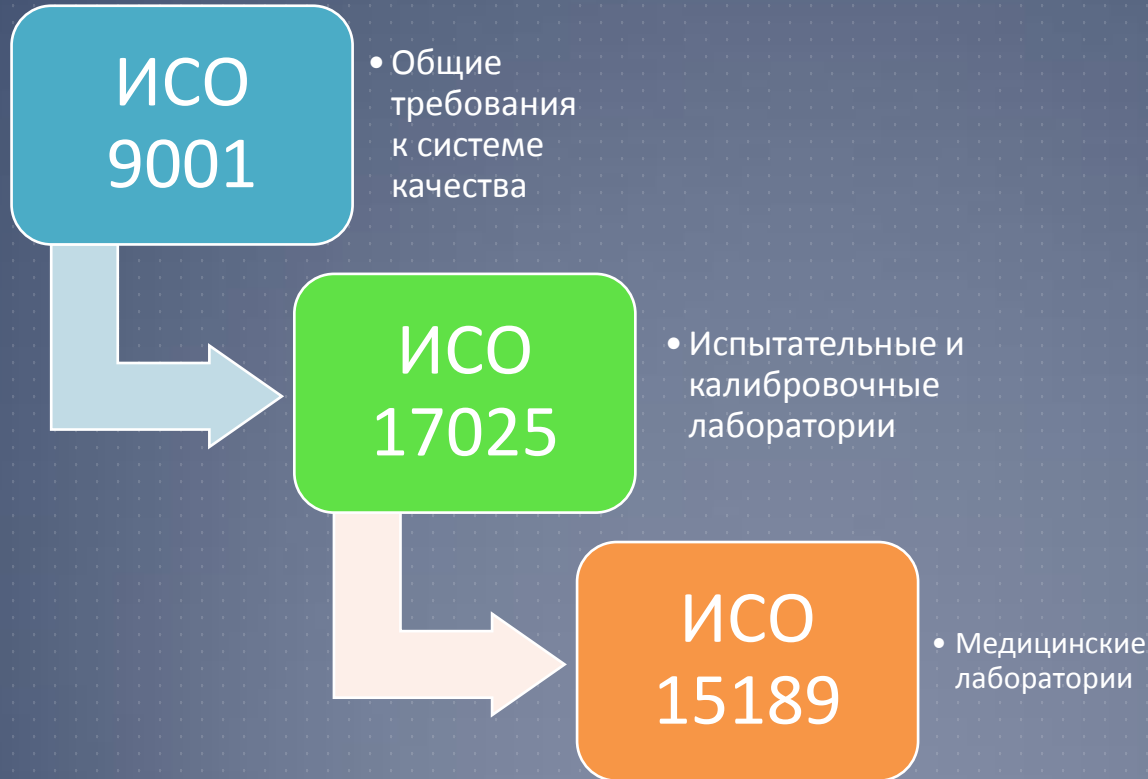 ИСО
9001
• Общие
требования
к системе
качества
ИСО
17025
• Испытательные и
калибровочные
лаборатории
ИСО
15189
• Медицинские
лаборатории